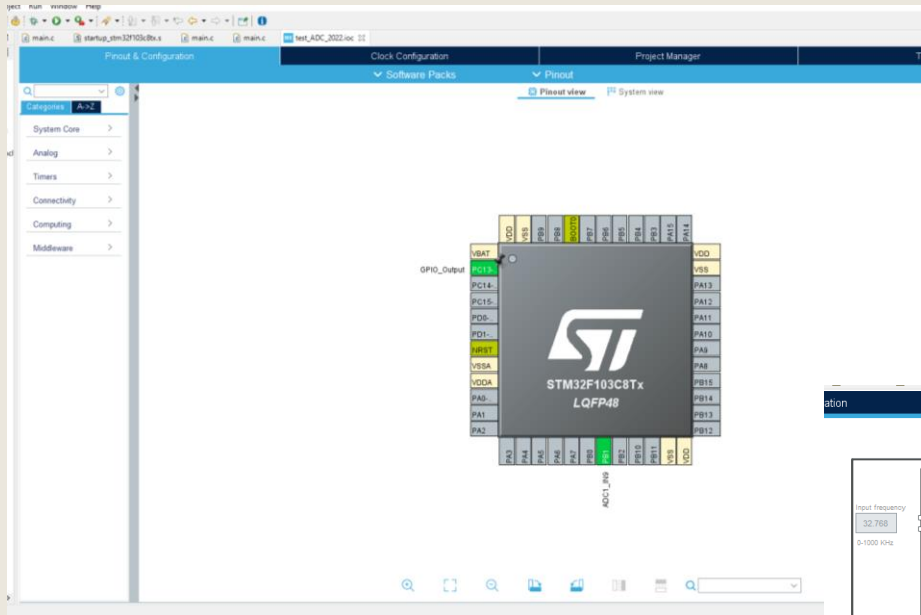 Run Window Help
main.c startup_stm32f103c8tx.s main.c main.c test_ADC_2022.ioc
Pinout & Configuration Clock Configuration Project Manager
Software Packs Pinout
Pinout view System view
Categories A->Z
System Core
Analog
Timers
Connectivity
Computing
Middleware
VDD VSS PB9 PB8 BOOT0 PB7 PB6 PB5 PB4 PB3 PA15 PA14
VBAT VDD
GPIO_Output PC13-.. VSS
PC14-.. PA13
PC15-.. PA12
PD0-.. PA11
PD1-.. PA10
NRST PA9
VSSA PA8
VDDA PB15
PA0-.. PB14
PA1 PB13
PA2 PB12
ST
STM32F103C8Tx
LQFP48
PA3 PA4 PA5 PA6 PA7 PB0 PB1 PB2 PB10 PB11 VSS VDD
ADC1_IN9
ation
Input frequency
32.768
0-1000 KHz